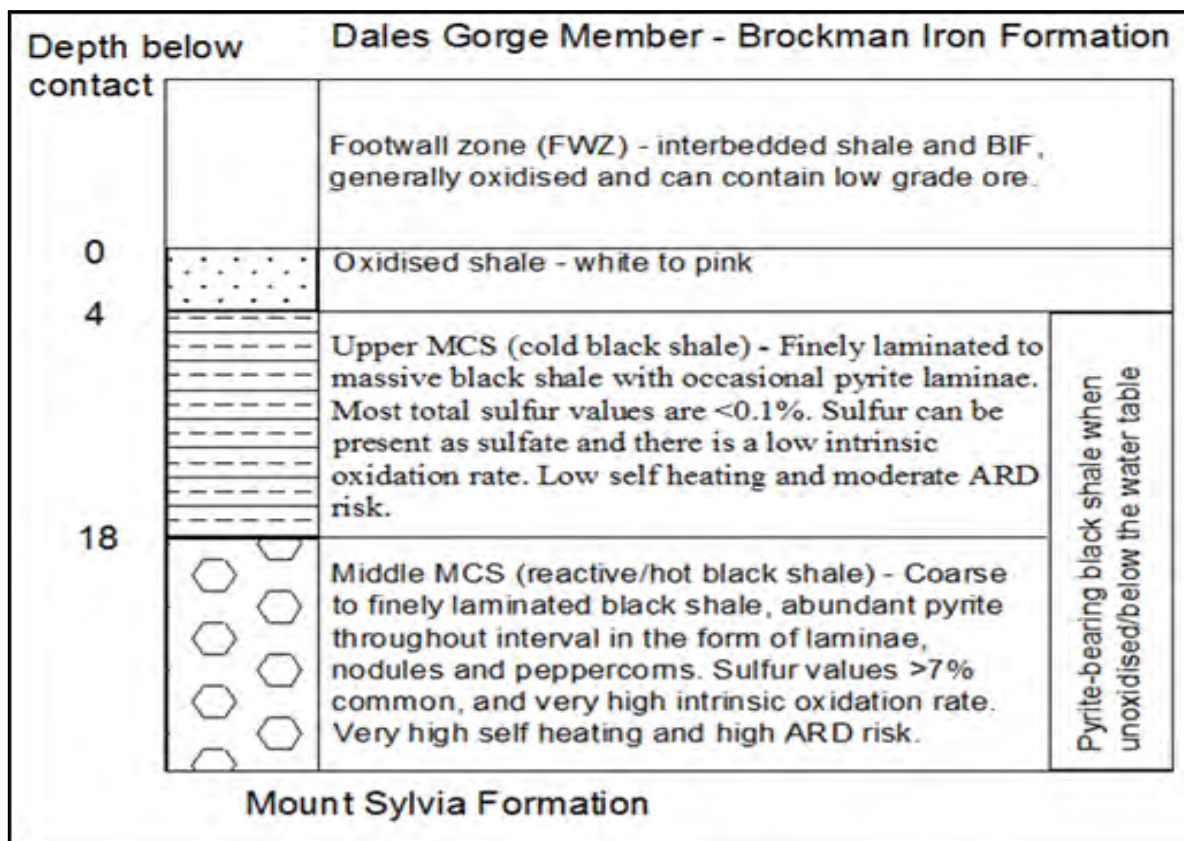 Depth below
contact
Dales Gorge Member - Brockman Iron Formation
Footwall zone (FWZ) - interbedded shale and BIF,
generally oxidised and can contain low grade ore.
0
Oxidised shale - white to pink
4
Upper MCS (cold black shale) - Finely laminated to
massive black shale with occasional pyrite laminae.
Most total sulfur values are <0.1%. Sulfur can be
present as sulfate and there is a low intrinsic
oxidation rate. Low self heating and moderate ARD
risk.
18
Middle MCS (reactive/hot black shale) - Coarse
to finely laminated black shale, abundant pyrite
throughout interval in the form of laminae,
nodules and peppercorns. Sulfur values >7%
common, and very high intrinsic oxidation rate.
Very high self heating and high ARD risk.
Pyrite-bearing black shale when
unoxidised/below the water table
Mount Sylvia Formation